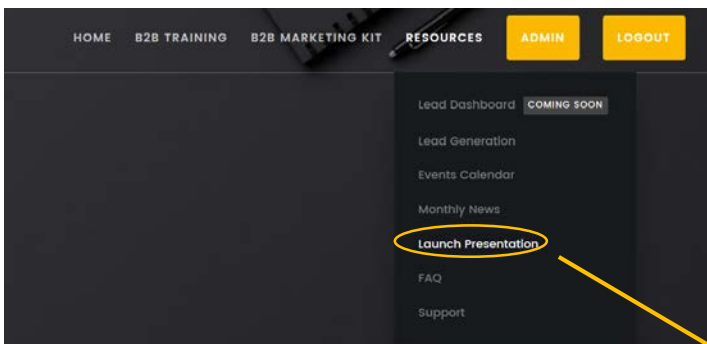 HOME B2B TRAINING B2B MARKETING KIT RESOURCES ADMIN LOGOUT
Lead Dashboard COMING SOON
Lead Generation
Events Calendar
Monthly News
Launch Presentation
FAQ
Support